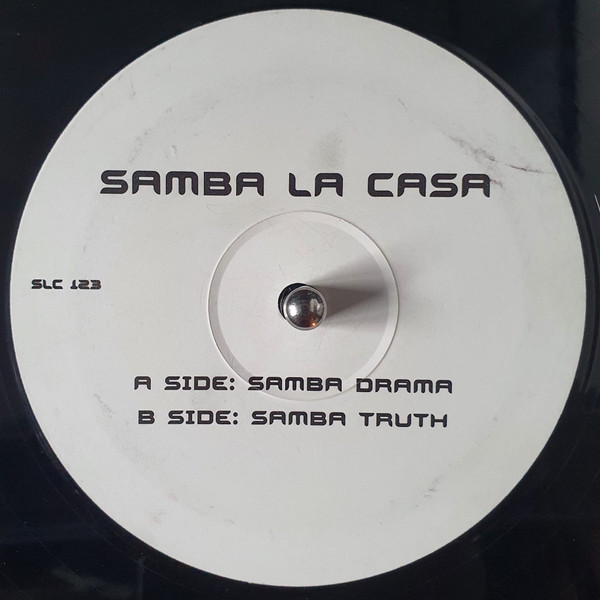 SAMBA LA CASA
SLC 123
A SIDE: SAMBA DRAMA
B SIDE: SAMBA TRUTH